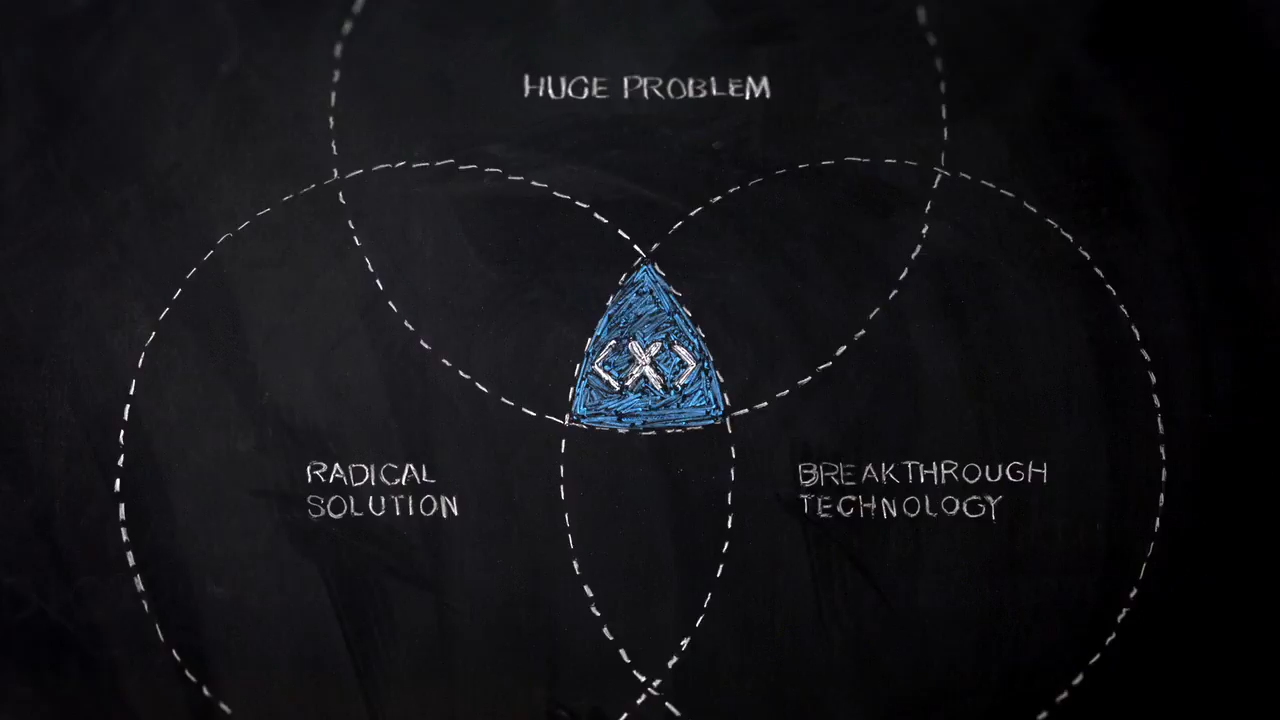 HUGE PROBLEM
<X>
RADICAL
SOLUTION
BREAKTHROUGH
TECHNOLOGY